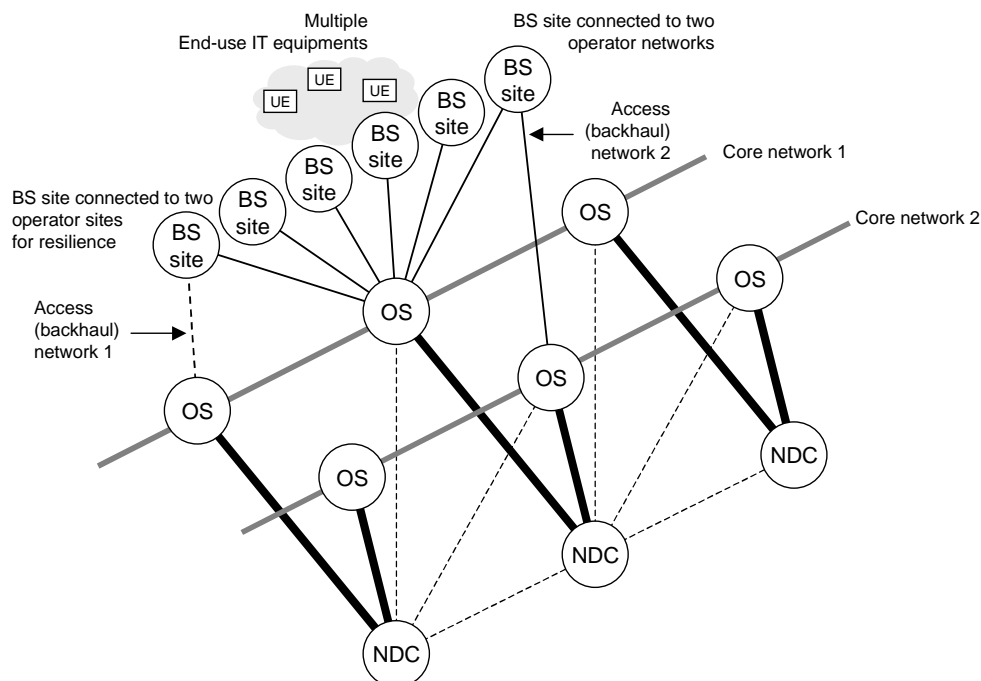 Multiple
End-use IT equipments
BS site connected to two
operator networks
UE
UE
UE
BS
site
BS
site
BS
site
BS
site
BS
site
BS
site
Access
(backhaul)
network 2
Core network 1
BS site connected to two
operator sites
for resilience
Core network 2
OS
OS
OS
Access
(backhaul)
network 1
OS
OS
OS
NDC
NDC
NDC